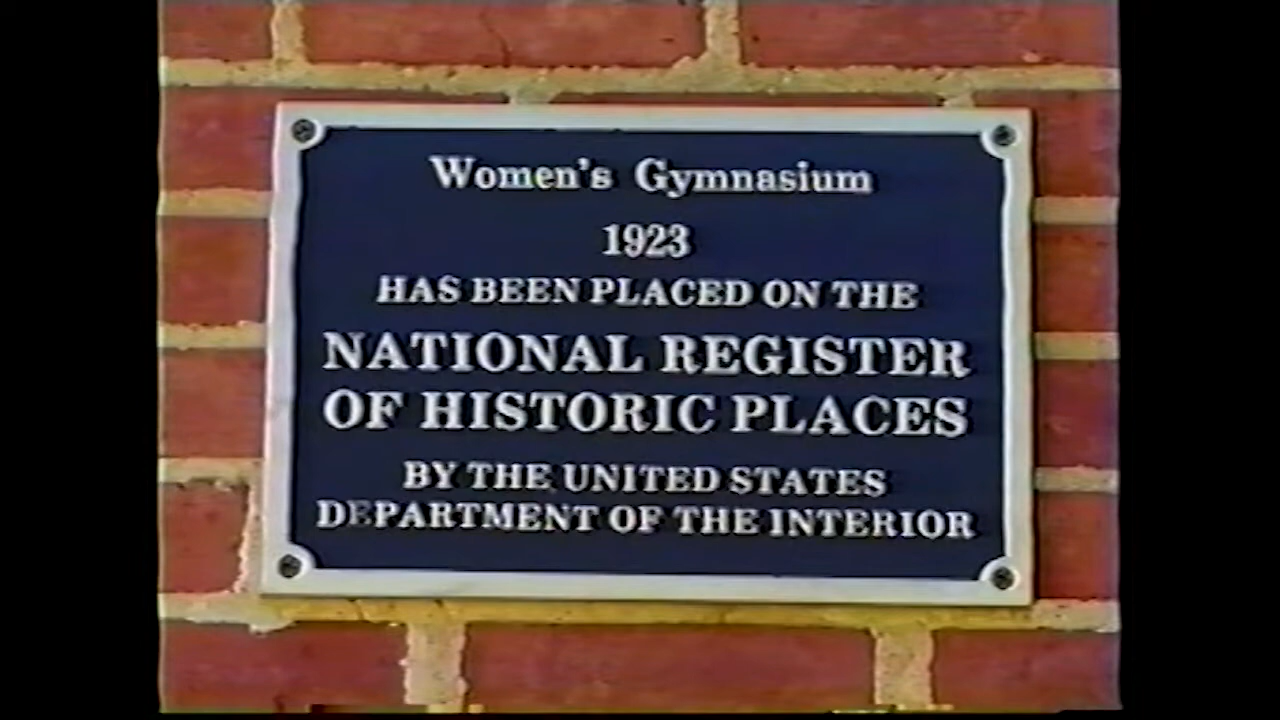 Women's Gymnasium
1923
HAS BEEN PLACED ON THE
NATIONAL REGISTER
OF HISTORIC PLACES
BY THE UNITED STATES
DEPARTMENT OF THE INTERIOR